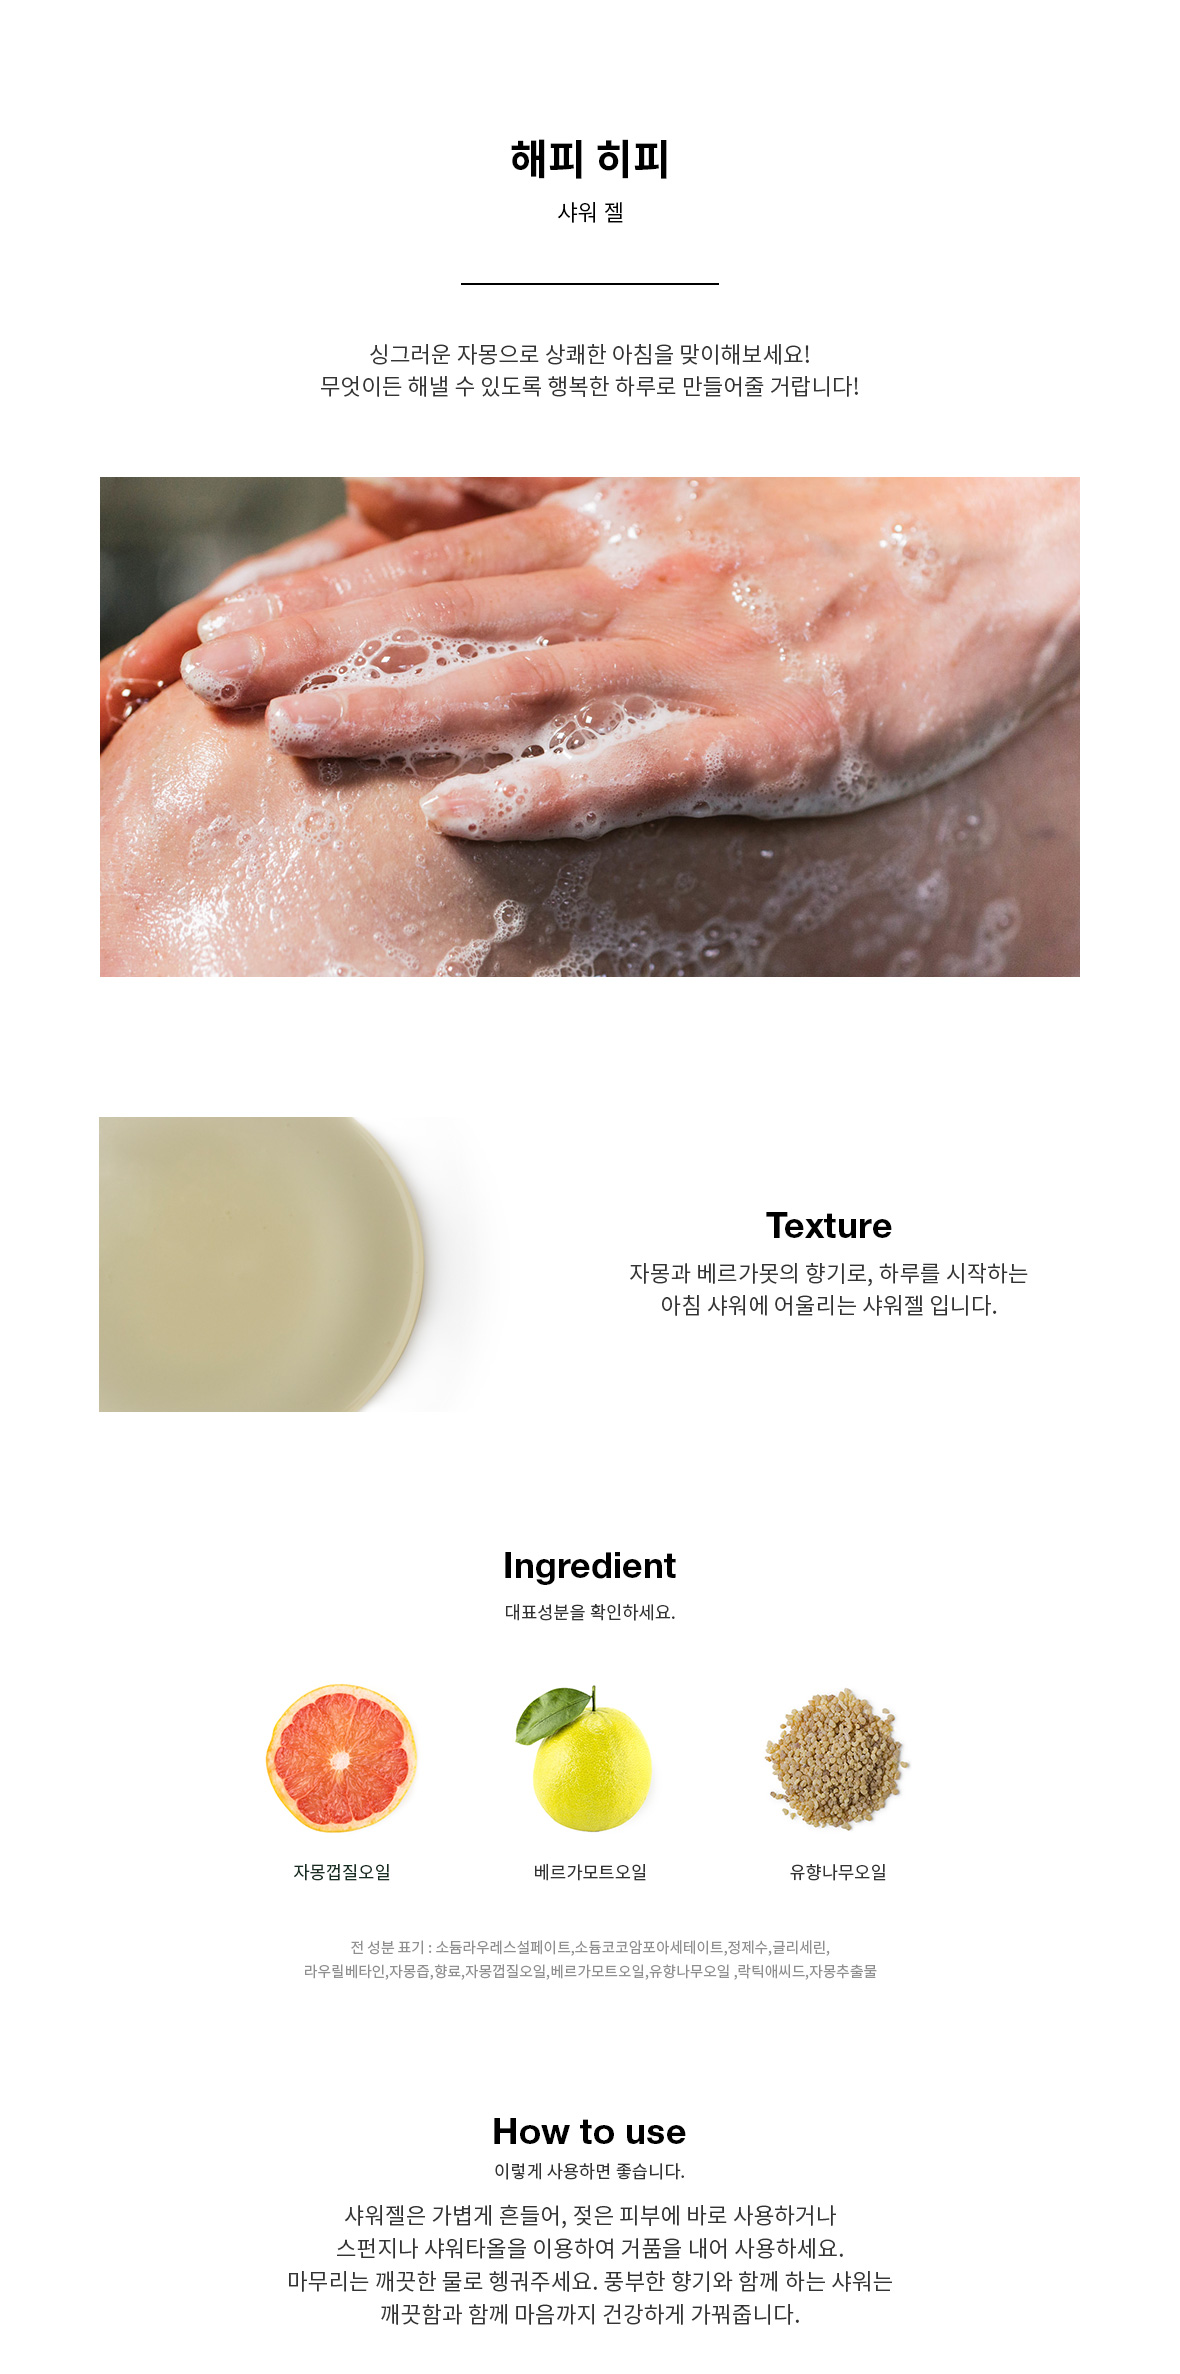 해피 히피
샤워 젤
싱그러운 자몽으로 상쾌한 아침을 맞이해보세요!
무엇이든 해낼 수 있도록 행복한 하루로 만들어줄 거랍니다!
Texture
자몽과 베르가못의 향기로, 하루를 시작하는
아침 샤워에 어울리는 샤워젤 입니다.
Ingredient
대표성분을 확인하세요.
자몽껍질오일
베르가모트오일
유향나무오일
전 성분 표기 : 소듐라우레스설페이트,소듐코코암포아세테이트,정제수,글리세린,
라우릴베타인,자몽즙,향료,자몽껍질오일,베르가모트오일,유향나무오일 ,락틱애씨드,자몽추출물
How to use
이렇게 사용하면 좋습니다.
샤워젤은 가볍게 흔들어, 젖은 피부에 바로 사용하거나
스펀지나 샤워타올을 이용하여 거품을 내어 사용하세요.
마무리는 깨끗한 물로 헹궈주세요. 풍부한 향기와 함께 하는 샤워는
깨끗함과 함께 마음까지 건강하게 가꿔줍니다.